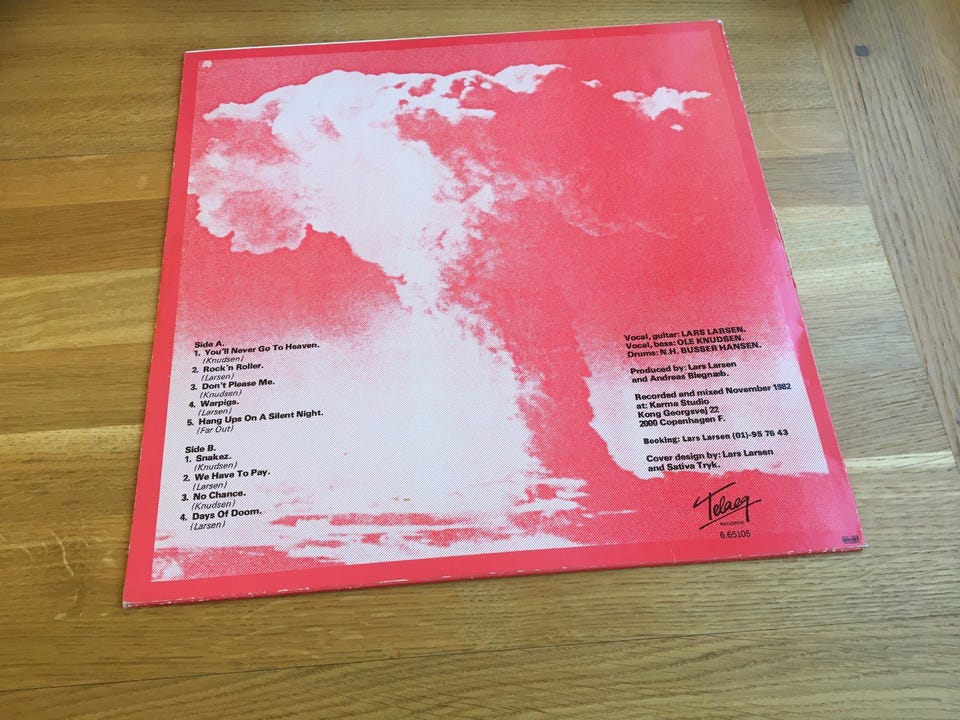 Side A.
1. You'll Never Go To Heaven.
(Knudsen)
2. Rock'n Roller.
(Larsen)
3. Don't Please Me.
(Knudsen)
4. Warpigs.
(Larsen)
5. Hang Ups On A Silent Night.
(Far Out)
Side B.
1. Snakez.
(Knudsen)
2. We Have To Pay.
(Larsen)
3. No Chance.
(Knudsen)
4. Days Of Doom.
(Larsen)
Vocal, guitar: LARS LARSEN.
Vocal, bass: OLE KNUDSEN.
Drums: N.H. BUSSER HANSEN.
Produced by: Lars Larsen
and Andreas Blegnæb.
Recorded and mixed November 1982
at: Karma Studio
Kong Georgsvej 22
2000 Copenhagen F.
Booking: Lars Larsen (01)-95 76 43
Cover design by: Lars Larsen
and Sativa Tryk.
Telaeg
RECORDS
6.65105